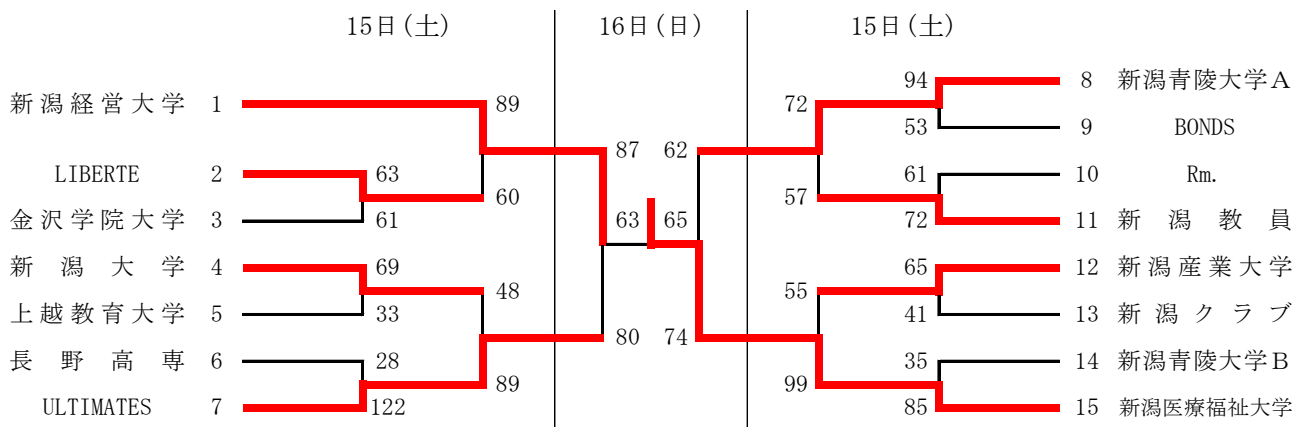 15日(土) 16日(日) 15日(土)
94 8 新潟青陵大学A
新潟経営大学 1 89 72
53 9 BONDS
87 62
LIBERTE 2 63 61 10 Rm.
60 57
金沢学院大学 3 61 63 65 72 11 新潟教員
新潟大学 4 69 65 12 新潟産業大学
48 55
上越教育大学 5 33 41 13 新潟クラブ
80 74
長野高専 6 28 35 14 新潟青陵大学B
89 99
ULTIMATES 7 122 85 15 新潟医療福祉大学